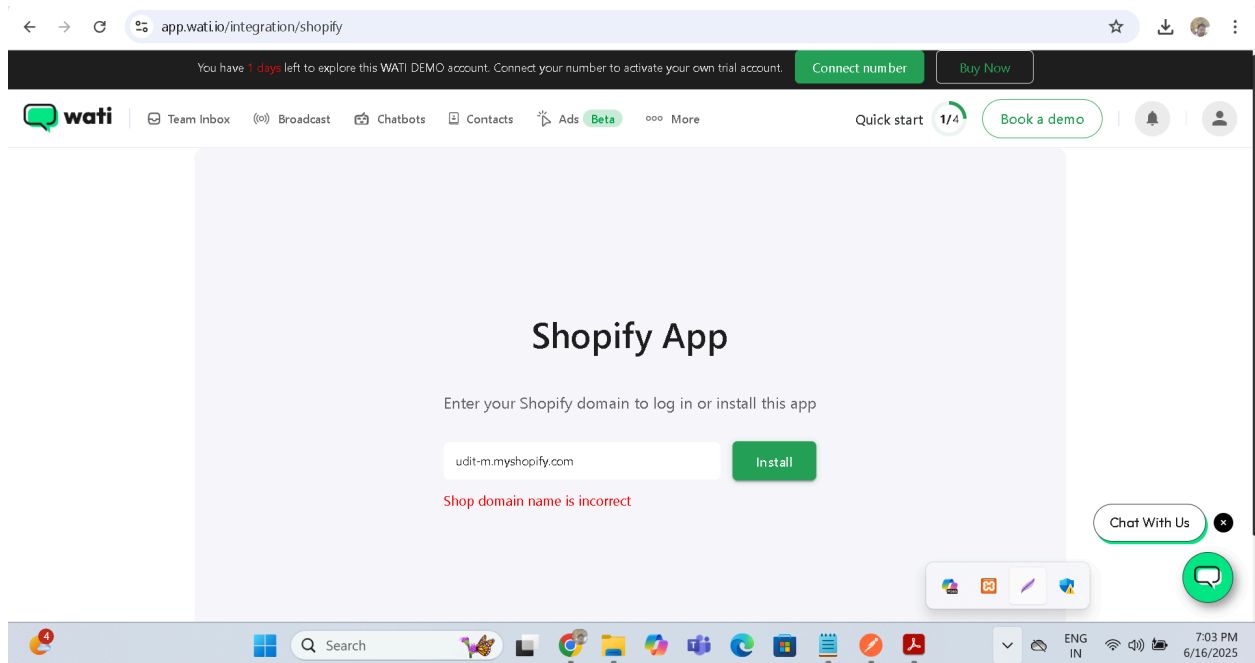 app.wati.io/integration/shopify
You have 1 days left to explore this WATI DEMO account. Connect your number to activate your own trial account. Connect number Buy Now
wati Team Inbox Broadcast Chatbots Contacts Ads Beta More Quick start 1/4 Book a demo
Shopify App
Enter your Shopify domain to log in or install this app
udit-m.myshopify.com Install
Shop domain name is incorrect
Chat With Us
4 Search ENG 7:03 PM
IN 6/16/2025